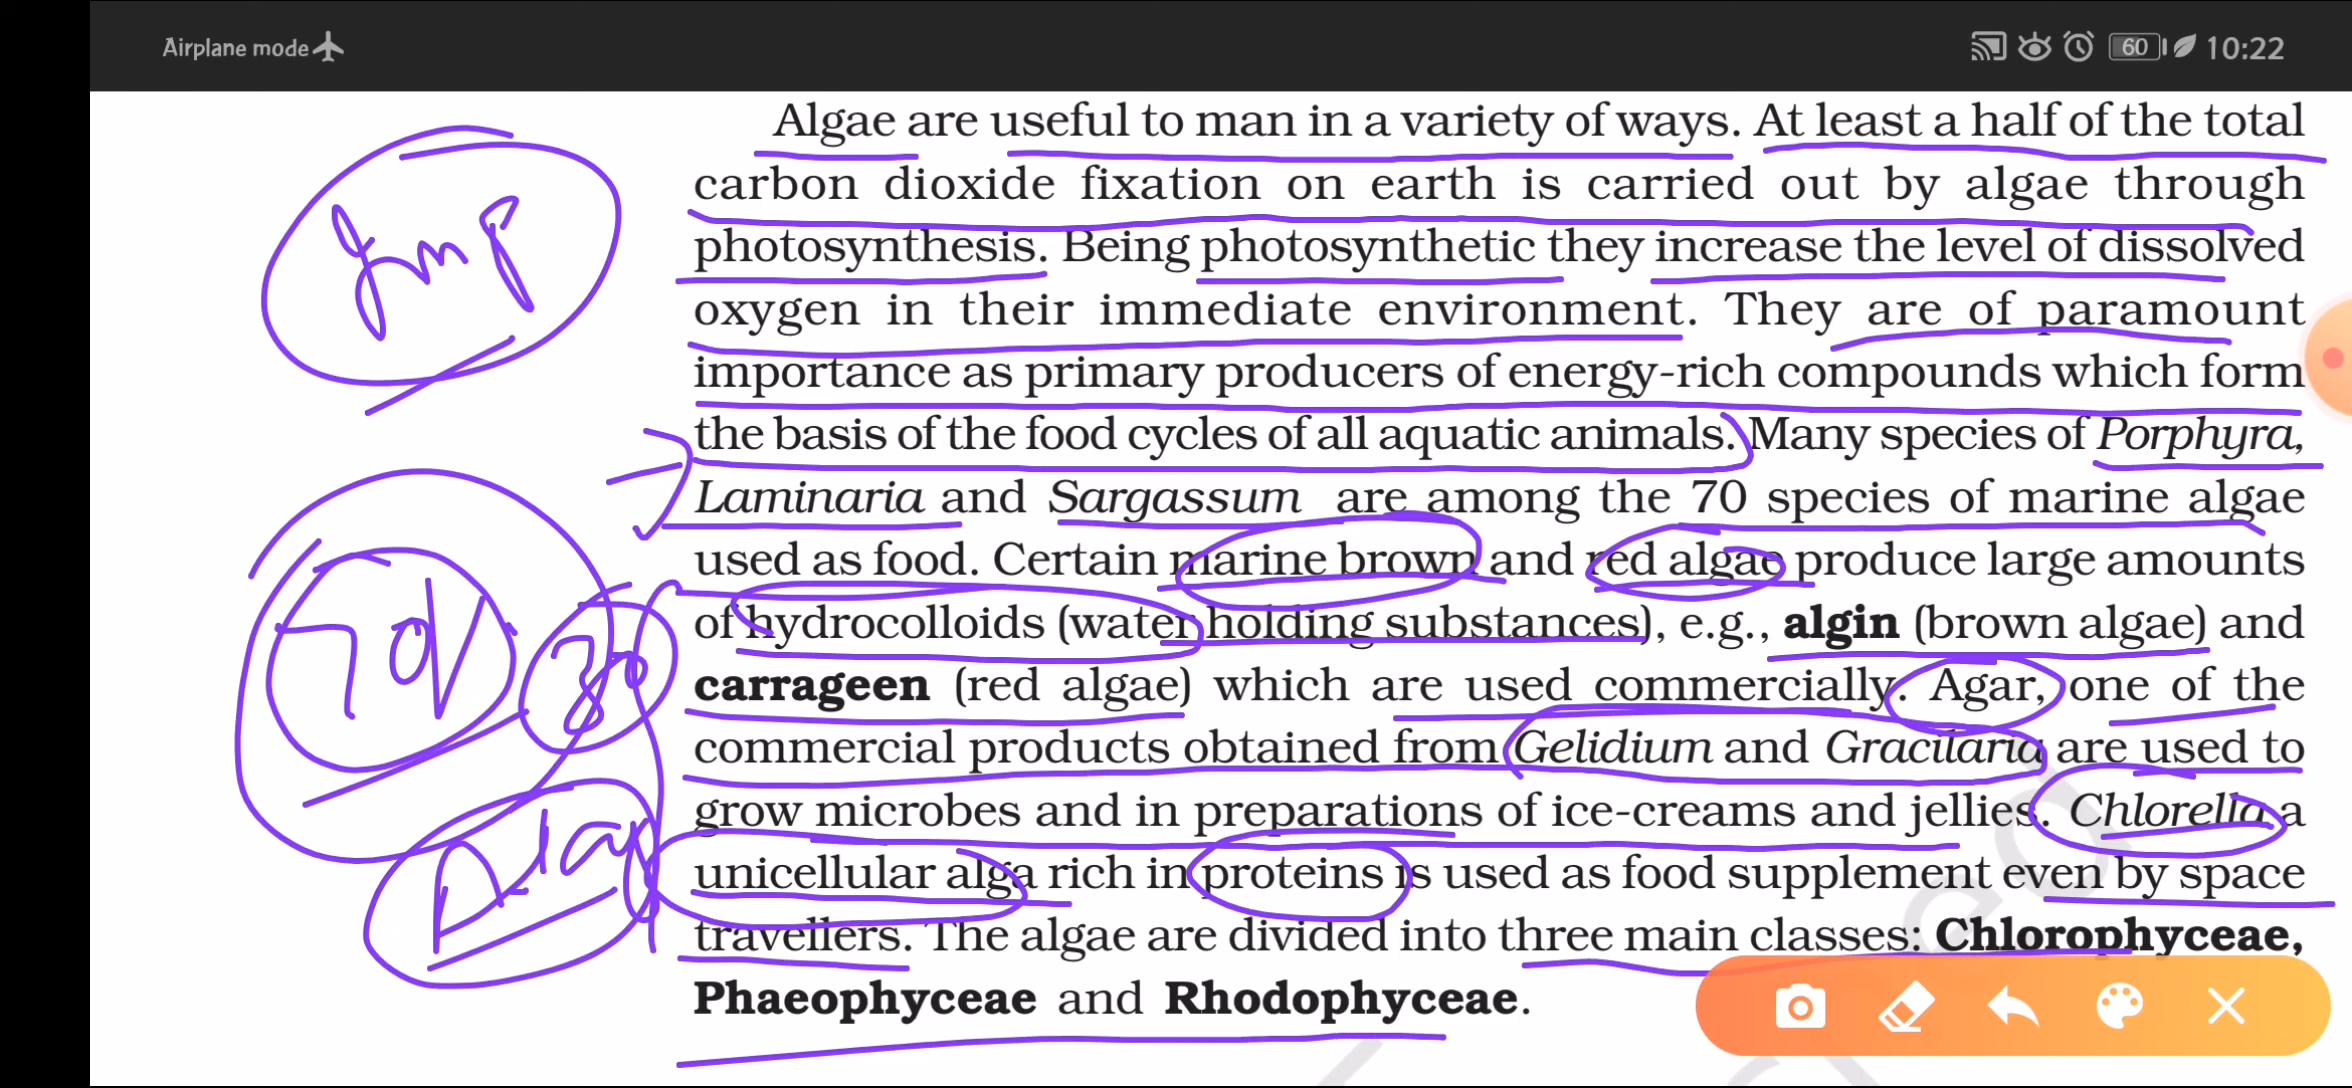 Airplane mode
60 10:22
Algae are useful to man in a variety of ways. At least a half of the total
carbon dioxide fixation on earth is carried out by algae through
photosynthesis. Being photosynthetic they increase the level of dissolved
oxygen in their immediate environment. They are of paramount
importance as primary producers of energy-rich compounds which form
the basis of the food cycles of all aquatic animals. Many species of Porphyra,
Laminaria and Sargassum are among the 70 species of marine algae
used as food. Certain marine brown and red algae produce large amounts
of hydrocolloids (water holding substances), e.g., algin (brown algae) and
carrageen (red algae) which are used commercially. Agar, one of the
commercial products obtained from Gelidium and Gracilaria are used to
grow microbes and in preparations of ice-creams and jellies. Chlorella a
unicellular alga rich in proteins is used as food supplement even by space
travellers. The algae are divided into three main classes: Chlorophyceae,
Phaeophyceae and Rhodophyceae.
Imp